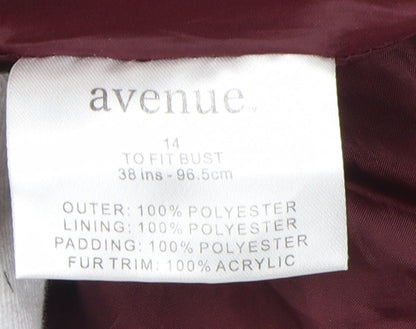 avenue™
14
TO FIT BUST
38 ins - 96.5cm
OUTER: 100% POLYESTER
LINING: 100% POLYESTER
PADDING: 100% POLYESTER
FUR TRIM: 100% ACRYLIC